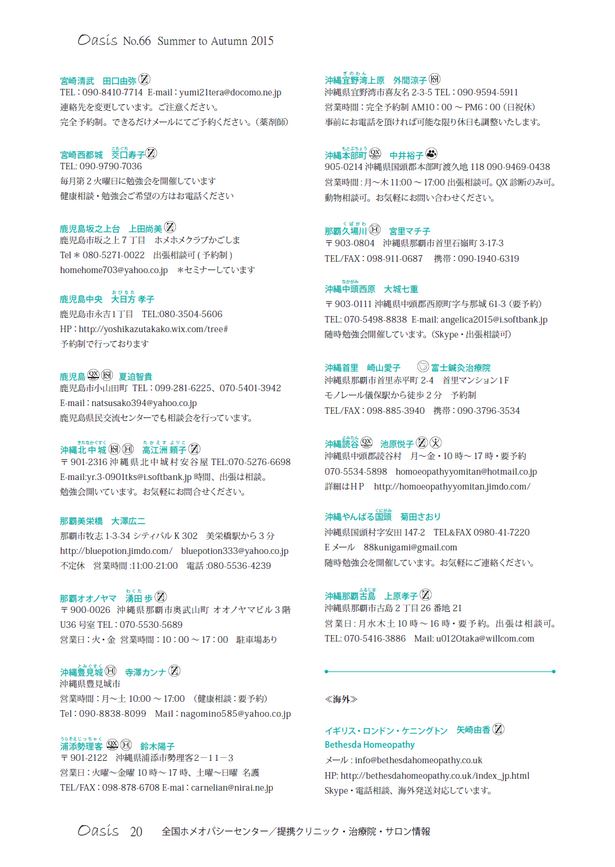 Oasis No.66 Summer to Autumn 2015
宮崎清武 田口由弥
TEL：090-8410-7714 E-mail：yumi21tera@docomo.ne.jp
連絡先を変更しています。ご注意ください。
完全予約制。できるだけメールにてご予約ください。（薬剤師）
宮崎西都城 茭口寿子
TEL: 090-9790-7036
毎月第２火曜日に勉強会を開催しています
健康相談・勉強会ご希望の方はお電話ください
鹿児島坂之上台 上田尚美
鹿児島市坂之上７丁目 ホメオメクラブかごしま
Tel＊ 080-5271-0022 出張相談可 ( 予約制 )
homehome703@yahoo.co.jp ＊セミナーしています
鹿児島中央 大日方 孝子
鹿児島市永吉１丁目 TEL:080-3504-5606
HP：http://yoshikazutakako.wix.com/tree#
予約制で行っております
鹿児島 QX JSH 夏迫智貴
鹿児島市小山田町 TEL：099-281-6225、070-5401-3942
E-mail：natsusako394@yahoo.co.jp
鹿児島県民交流センターでも相談会を行っています。
沖縄北中城 高江洲 頼子
〒901-2316 沖縄県北中城村安谷屋 TEL:070-5276-6698
E-mail:yr.3-0901tks@i.softbank.jp 時間、出張は相談。
勉強会開いています。お気軽にお問合せください。
那覇美栄橋 大澤広二
那覇市牧志 1-3-34 シティパル K 302 美栄橋駅から３分
http://bluepotion.jimdo.com/ bluepotion333@yahoo.co.jp
不定休 営業時間 :11:00-21:00 電話 :080-5536-4239
那覇オオノヤマ 湧田 歩
〒900-0026 沖縄県那覇市奥武山町 オオノヤマビル３階
U36 号室 TEL：070-5530-5689
営業日：火・金 営業時間：10：00 〜 17：00 駐車場あり
沖縄豊見城 寺澤カンナ
沖縄県豊見城市
営業時間：月〜土 10:00 〜 17:00 （健康相談：要予約）
Tel：090-8838-8099 Mail：nagomino585@yahoo.co.jp
浦添勢理客 鈴木陽子
〒901-2122 沖縄県浦添市勢理客２−１１−３
営業日：火曜〜金曜 10 時〜 17 時、土曜〜日曜 名護
TEL/FAX：098-878-6708 E-mai：carnelian@nirai.ne.jp
沖縄宜野湾上原 外間涼子
沖縄県宜野湾市喜友名 2-3-5 TEL：090-9594-5911
営業時間：完全予約制 AM10：00 〜 PM6：00（日祝休）
事前にお電話を頂ければ可能な限り休日も調整いたします。
沖縄本部町 中井裕子
905-0214 沖縄県国頭郡本部町渡久地 118 090-9469-0438
営業時間：月〜木 11:00 〜 17:00 出張相談可。QX 診断のみ可。
動物相談可。お気軽にお問い合わせください。
那覇久場川 宮里マチ子
〒903-0804 沖縄県那覇市首里石嶺町 3-17-3
TEL/FAX：098-911-0687 携帯：090-1940-6319
沖縄中頭西原 大城七重
〒903-0111 沖縄県中頭郡西原町字与那城 61-3（要予約）
TEL: 070-5498-8838 E-mail: angelica2015@i.softbank.jp
随時勉強会開催しています。（Skype・出張相談可）
沖縄首里 崎山愛子 富士鍼灸治療院
沖縄県那覇市首里赤平町 2-4 首里マンション１F
モノレール儀保駅から徒歩２分 予約制
TEL/FAX：098-885-3940 携帯：090-3796-3534
沖縄読谷 池原悦子
沖縄県中頭郡読谷村 月〜金・10 時〜 17 時・要予約
070-5534-5898 homoeopathyyomitan@hotmail.co.jp
詳細はＨＰ http://homoeopathyyomitan.jimdo.com/
沖縄やんばる国頭 菊田さおり
沖縄県国頭村字安田 147-2 TEL&FAX 0980-41-7220
E メール 88kunigami@gmail.com
随時勉強会を開催しています。お気軽にご連絡ください。
沖縄那覇古島 上原孝子
沖縄県那覇市古島２丁目 26 番地 21
営業日：月水木土 10 時〜 16 時・要予約。出張は相談可。
TEL: 070-5416-3886 Mail: u012Otaka@willcom.com
≪海外≫
イギリス・ロンドン・ケニングトン 矢崎由香
Bethesda Homeopathy
メール：info@bethesdahomeopathy.co.uk
HP: http://bethesdahomeopathy.co.uk/index_jp.html
Skype・電話相談、海外発送対応しています。
Oasis 20 全国ホメオパシーセンター／提携クリニック・治療院・サロン情報